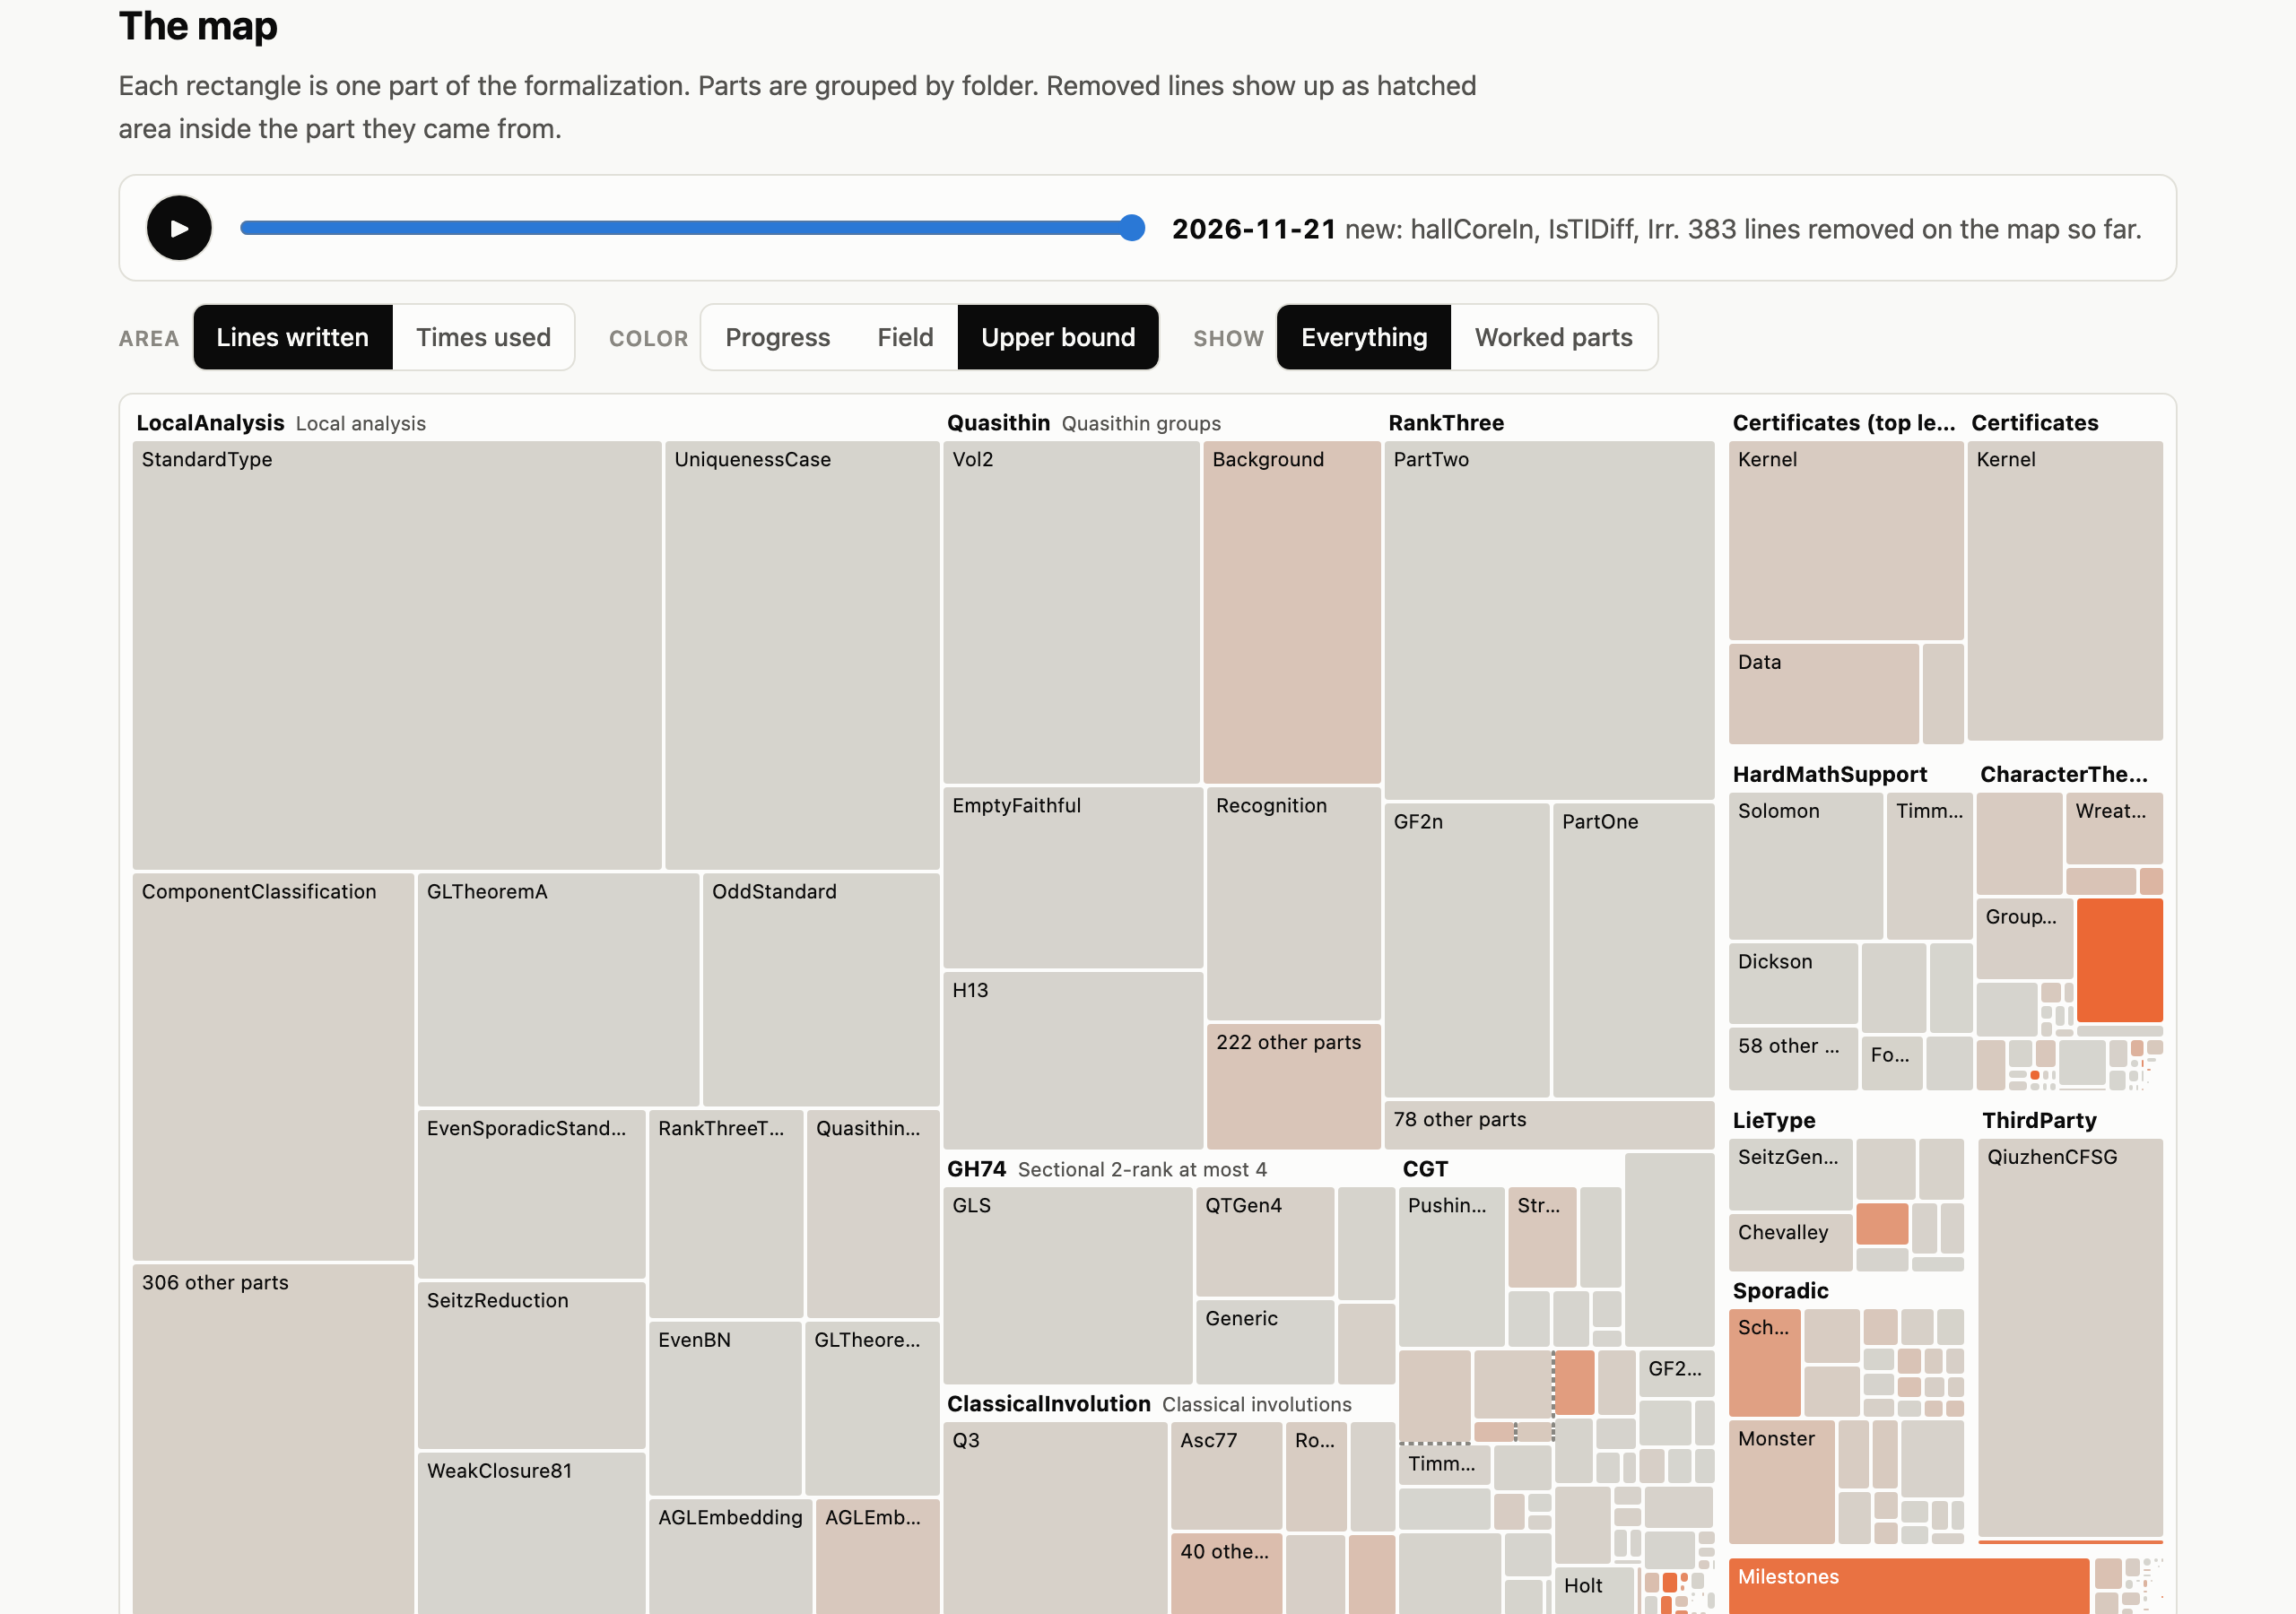 The map
Each rectangle is one part of the formalization. Parts are grouped by folder. Removed lines show up as hatched
area inside the part they came from.
2026-11-21 new: hallCoreIn, IsTIDiff, Irr. 383 lines removed on the map so far.
AREA Lines written Times used COLOR Progress Field Upper bound SHOW Everything Worked parts
LocalAnalysis Local analysis
StandardType
UniquenessCase
ComponentClassification
GLTheoremA
OddStandard
EvenSporadicStand...
RankThreeT...
Quasithin...
306 other parts
SeitzReduction
EvenBN
GLTheore...
WeakClosure81
AGLEmbedding
AGLEmb...
Quasithin Quasithin groups
Vol2
Background
EmptyFaithful
Recognition
H13
222 other parts
RankThree
PartTwo
GF2n
PartOne
78 other parts
GH74 Sectional 2-rank at most 4
GLS
QTGen4
Generic
ClassicalInvolution Classical involutions
Q3
Asc77
Ro...
40 othe...
CGT
Pushin...
Str...
GF2...
Timm...
Holt
Certificates (top le...
Kernel
Data
Certificates
Kernel
HardMathSupport
Solomon
Timm...
Dickson
58 other ...
Fo...
CharacterThe...
Wreat...
Group...
LieType
SeitzGen...
Chevalley
ThirdParty
QiuzhenCFSG
Sporadic
Sch...
Monster
Milestones